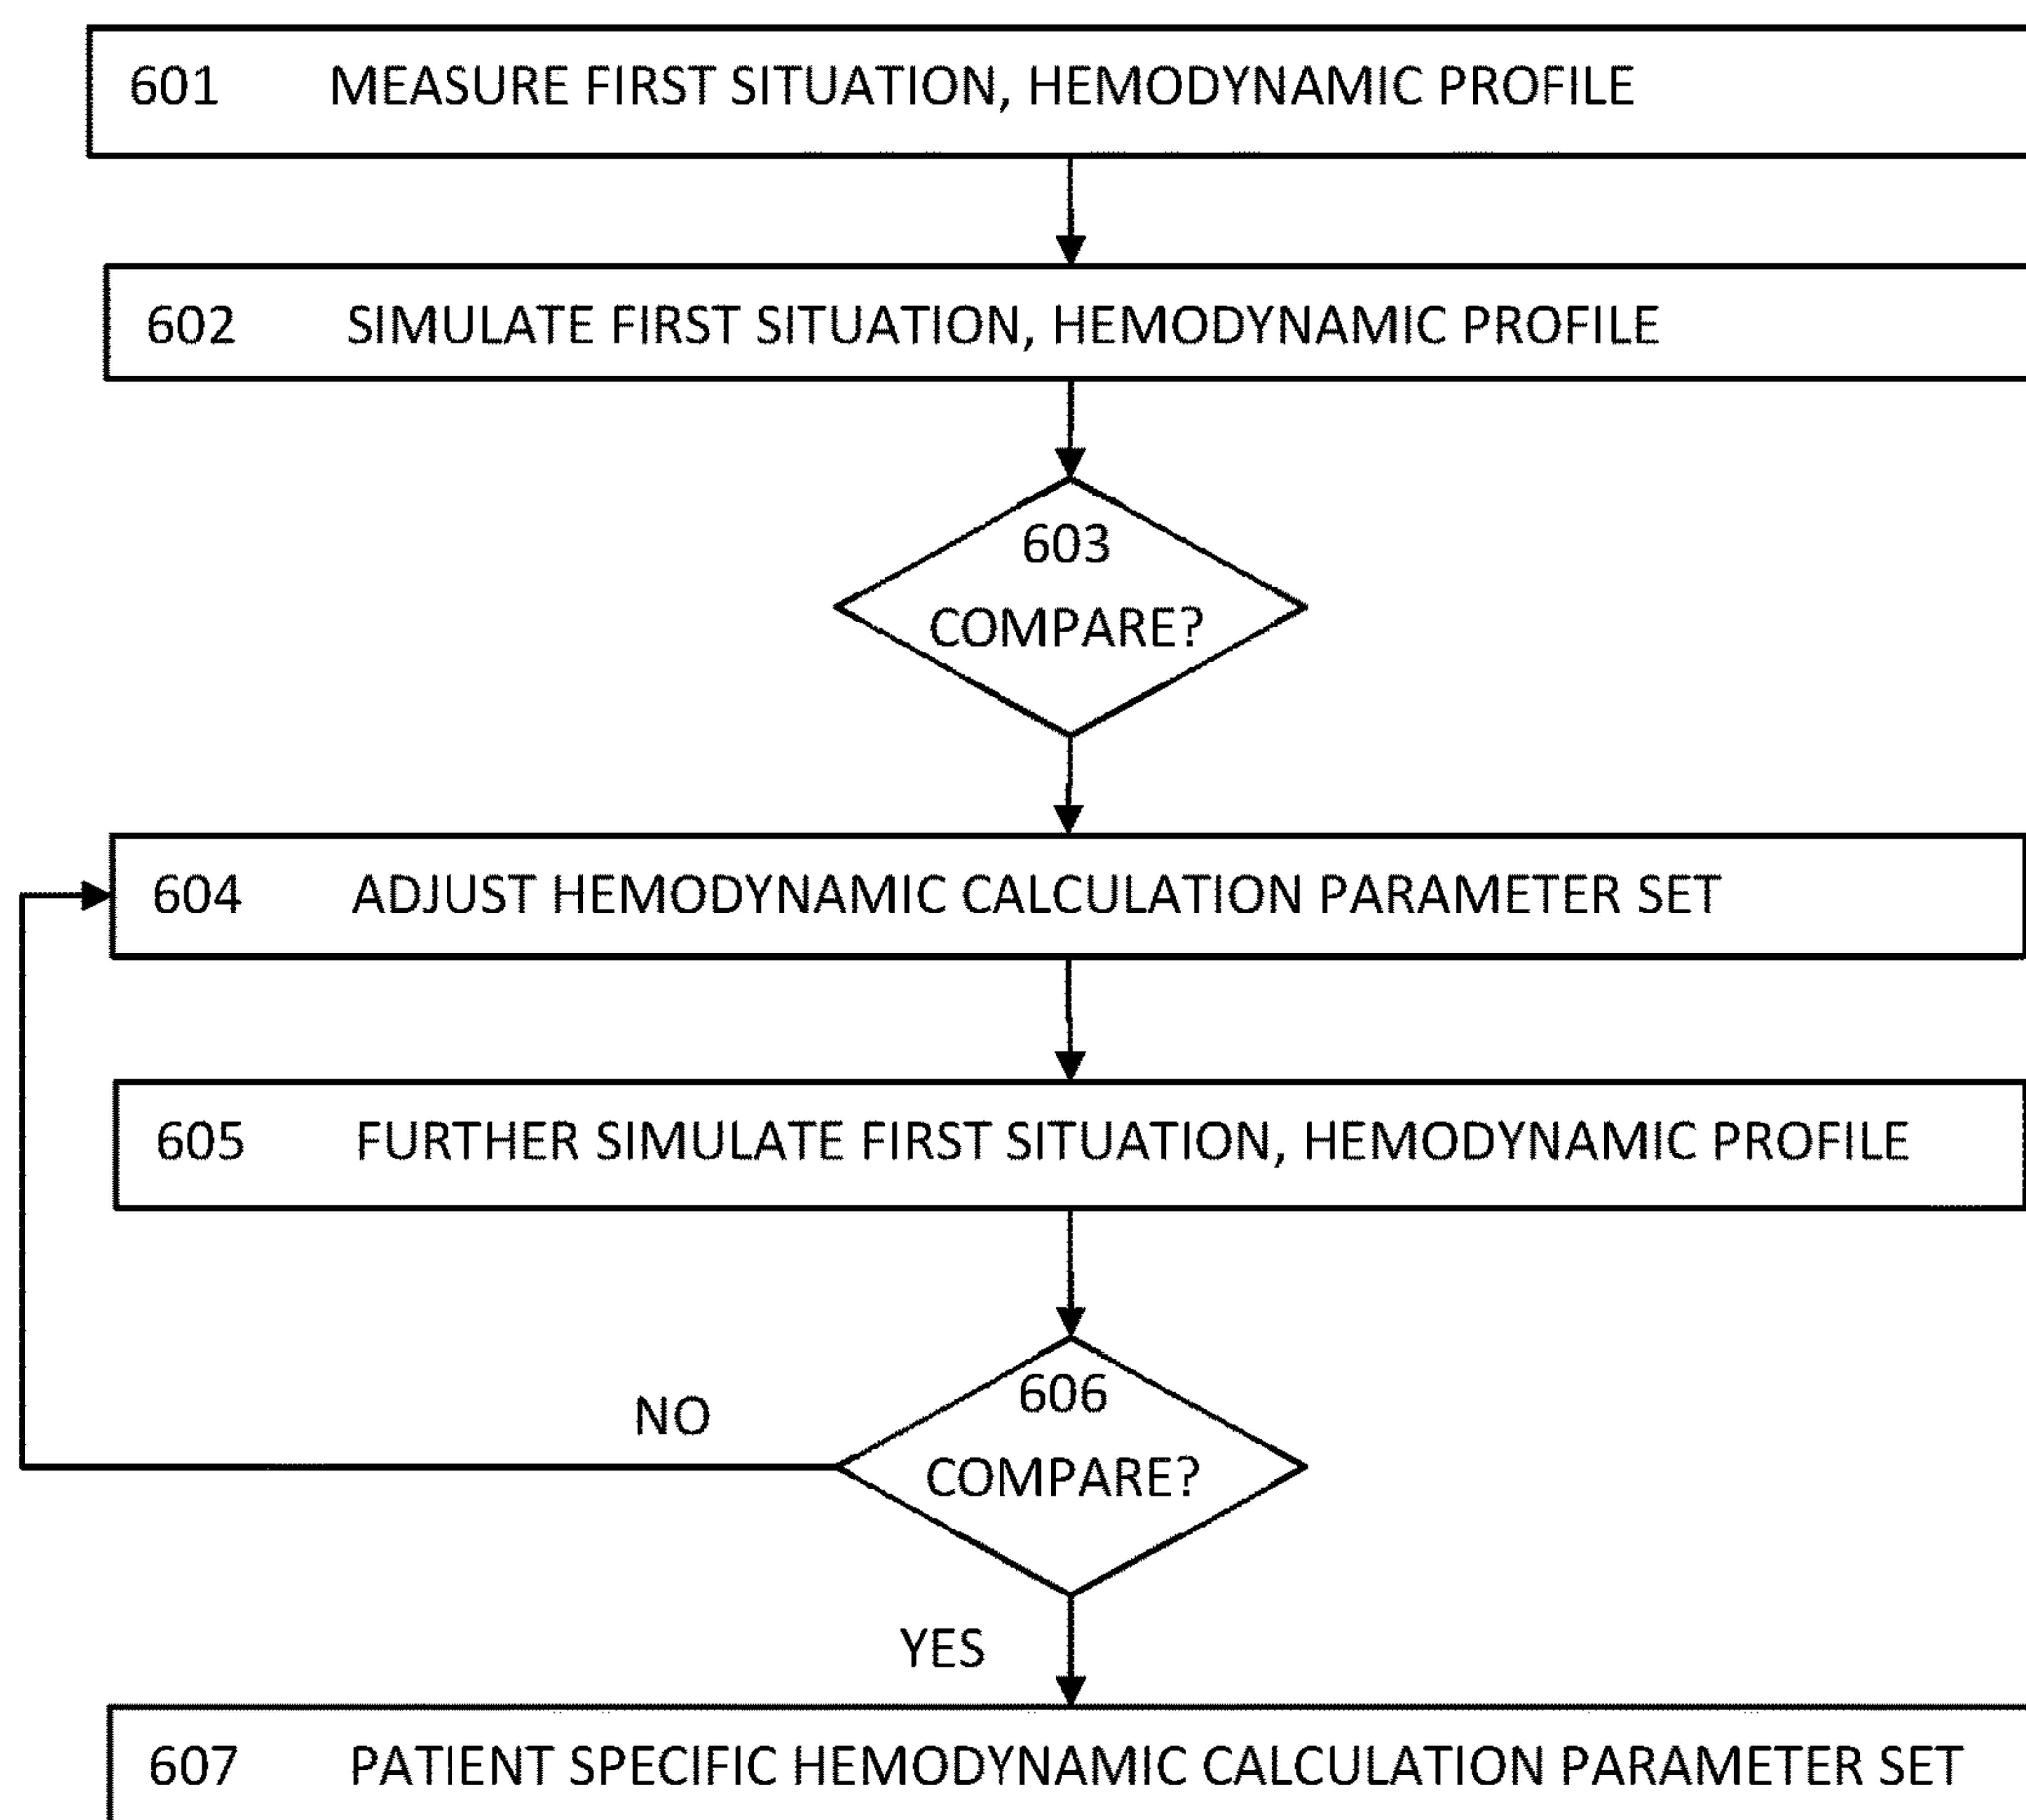 601 MEASURE FIRST SITUATION, HEMODYNAMIC PROFILE
602 SIMULATE FIRST SITUATION, HEMODYNAMIC PROFILE
603
COMPARE?
604 ADJUST HEMODYNAMIC CALCULATION PARAMETER SET
605 FURTHER SIMULATE FIRST SITUATION, HEMODYNAMIC PROFILE
606
NO
COMPARE?
YES
607 PATIENT SPECIFIC HEMODYNAMIC CALCULATION PARAMETER SET